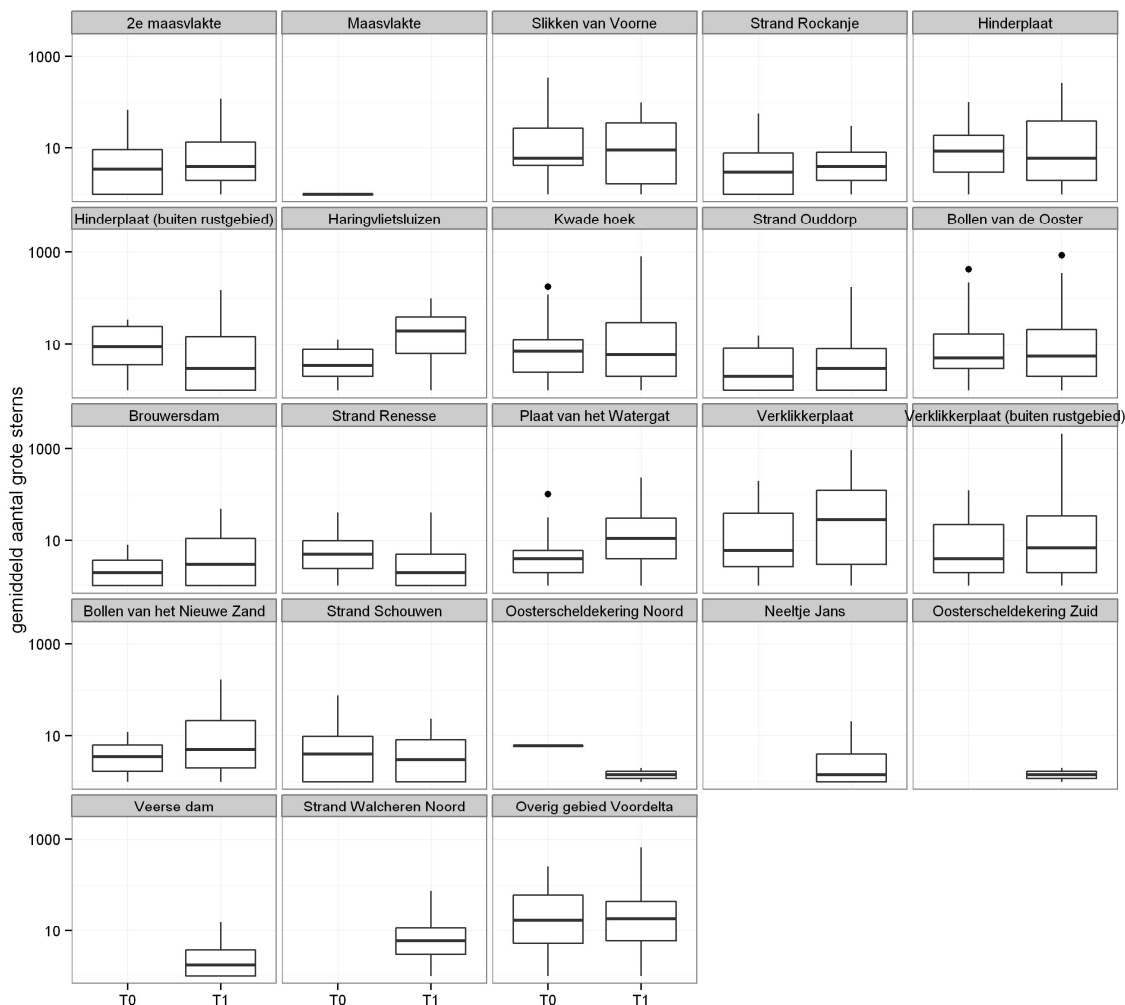 2e maasvlakte
Maasvlakte
Slikken van Voorne
Strand Rockanje
Hinderplaat
1000
10
Hinderplaat (buiten rustgebied)
Haringvlietsluizen
Kwade hoek
Strand Ouddorp
Bollen van de Ooster
1000
10
gemiddeld aantal grote sterns
Brouwersdam
Strand Renesse
Plaat van het Watergat
Verklikkerplaat
Verklikkerplaat (buiten rustgebied)
1000
10
Bollen van het Nieuwe Zand
Strand Schouwen
Oosterscheldekering Noord
Neeltje Jans
Oosterscheldekering Zuid
1000
10
Veerse dam
Strand Walcheren Noord
Overig gebied Voordelta
1000
10
T0
T1
T0
T1
T0
T1